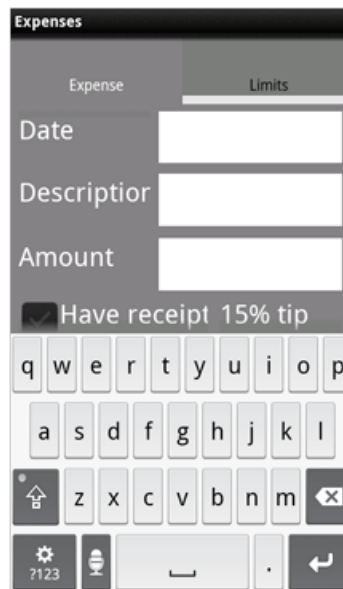 Expenses
Expense Limits
Date
Descriptior
Amount
Have receipt 15% tip
q w e r t y u i o p
a s d f g h j k l
z x c v b n m
?123 .